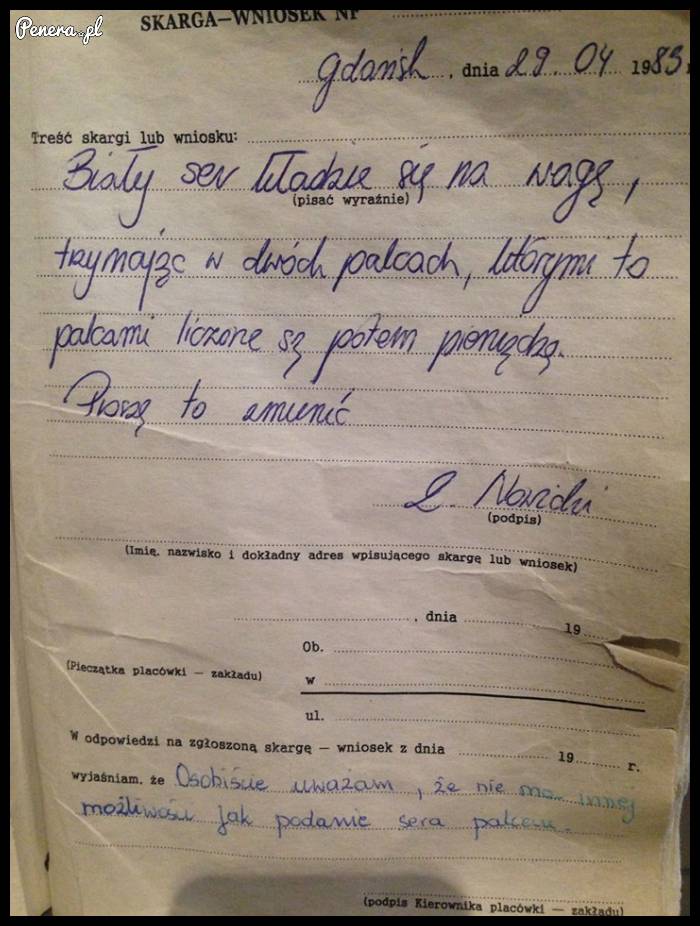 Penera.pl
SKARGA—WNIOSEK NR
Gdańsk, dnia 29.04 1983 r
Treść skargi lub wniosku:
Biały ser kładzie się na wagę,
(pisać wyraźnie)
trzymając w dwóch palcach, którymi to
palcami liczone są potem pieniądzą.
Proszę to zmienić
Z. Nowicki
(podpis)
(Imię, nazwisko i dokładny adres wpisującego skargę lub wniosek)
, dnia 19
Ob.
(Pieczątka placówki — zakładu) w
ul.
W odpowiedzi na zgłoszoną skargę — wniosek z dnia 19 r.
wyjaśniam, że Osobiście uważam, że nie ma innej
możliwości jak podanie sera palcem.
(podpis Kierownika placówki — zakładu)